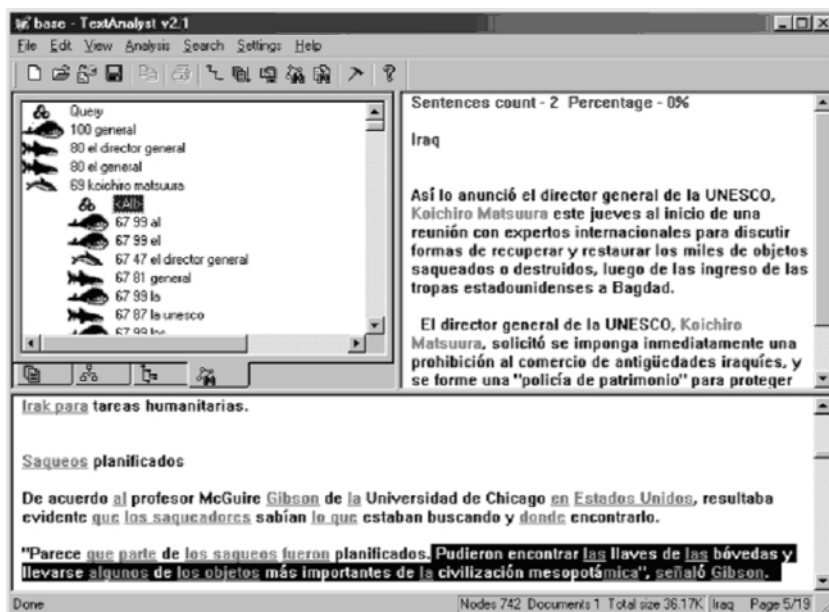 base - TextAnalyst v2.1
File Edit View Analysis Search Settings Help
Query
100 general
80 el director general
80 el general
69 koichiro matsuura
<All>
67 99 al
67 99 el
67 47 el director general
67 81 general
67 99 la
67 87 la unesco
67 99 los
Sentences count - 2 Percentage - 0%
Iraq
Así lo anunció el director general de la UNESCO,
Koichiro Matsuura este jueves al inicio de una
reunión con expertos internacionales para discutir
formas de recuperar y restaurar los miles de objetos
saqueados o destruidos, luego de las ingreso de las
tropas estadounidenses a Bagdad.
El director general de la UNESCO, Koichiro
Matsuura, solicitó se imponga inmediatamente una
prohibición al comercio de antigüedades iraquíes, y
se forme una "policía de patrimonio" para proteger
Irak para tareas humanitarias.
Saqueos planificados
De acuerdo al profesor McGuire Gibson de la Universidad de Chicago en Estados Unidos, resultaba
evidente que los saqueadores sabían lo que estaban buscando y donde encontrarlo.
"Parece que parte de los saqueos fueron planificados. Pudieron encontrar las llaves de las bóvedas y
llevarse algunos de los objetos más importantes de la civilización mesopotámica", señaló Gibson.
Done Nodes 742 Documents 1 Total size 36.17K Iraq Page 5/19